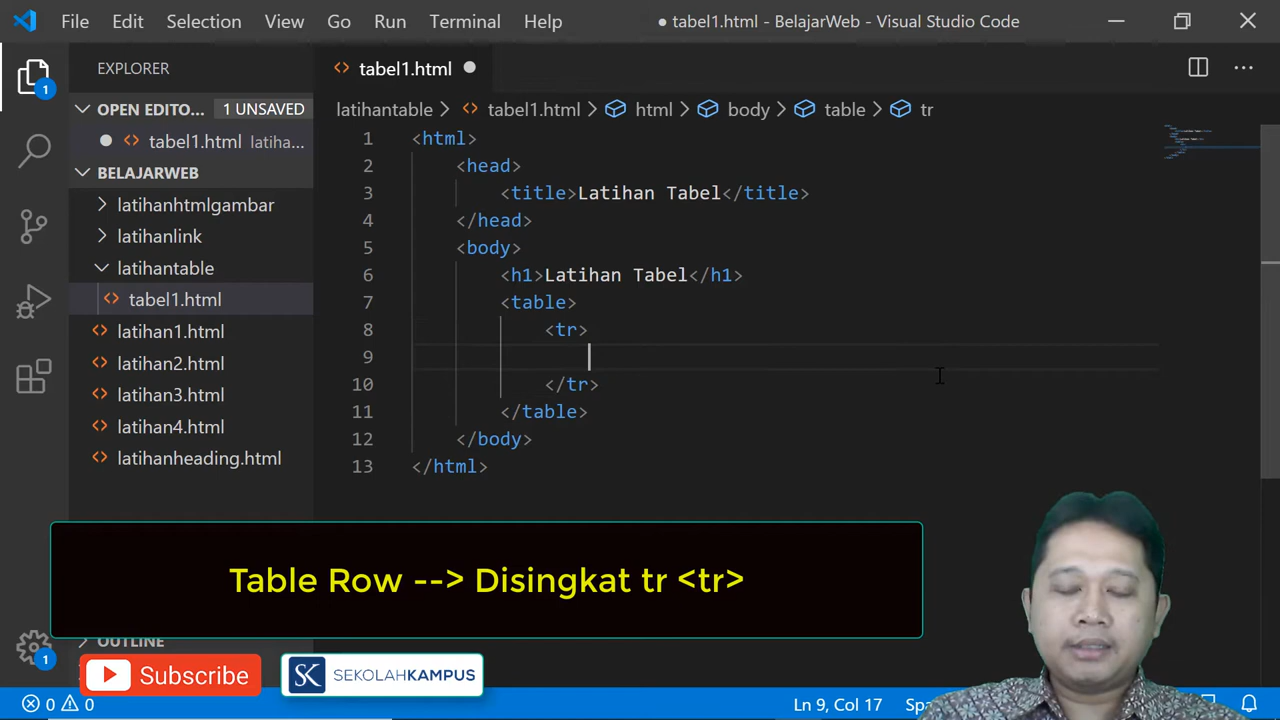 File Edit Selection View Go Run Terminal Help
● tabel1.html - BelajarWeb - Visual Studio Code
EXPLORER
OPEN EDITO... 1 UNSAVED
tabel1.html latiha...
BELAJARWEB
latihanhtmlgambar
latihanlink
latihantable
tabel1.html
latihan1.html
latihan2.html
latihan3.html
latihan4.html
latihanheading.html
OUTLINE
1
1
tabel1.html
latihantable > tabel1.html > html > body > table > tr
1 <html>
2 <head>
3 <title>Latihan Tabel</title>
4 </head>
5 <body>
6 <h1>Latihan Tabel</h1>
7 <table>
8 <tr>
9
10 </tr>
11 </table>
12 </body>
13 </html>
Table Row --> Disingkat tr <tr>
Subscribe
SK SEKOLAHKAMPUS
0 0
Ln 9, Col 17